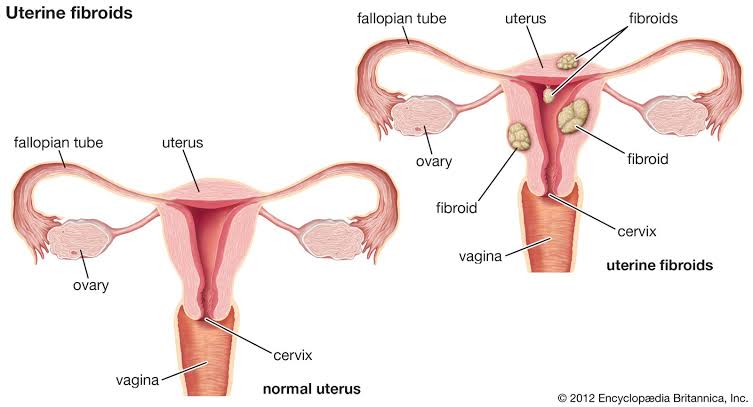 Uterine fibroids
fallopian tube
uterus
fibroids
ovary
fibroid
fibroid
cervix
vagina
uterine fibroids
fallopian tube
uterus
ovary
cervix
vagina
normal uterus
© 2012 Encyclopædia Britannica, Inc.